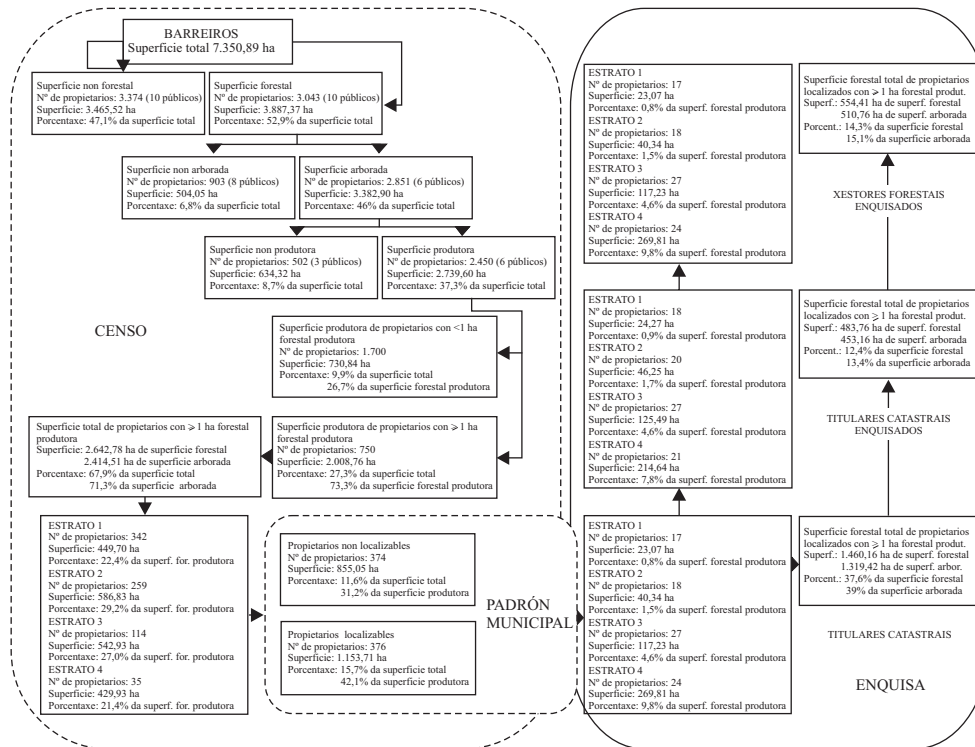 BARREIROS
Superficie total 7.350,89 ha
Superficie non forestal
Nº de propietarios: 3.374 (10 públicos)
Superficie: 3.465,52 ha
Porcentaxe: 47,1% da superficie total
Superficie forestal
Nº de propietarios: 3.043 (10 públicos)
Superficie: 3.887,37 ha
Porcentaxe: 52,9% da superficie total
Superficie non arborada
Nº de propietarios: 903 (8 públicos)
Superficie: 504,05 ha
Porcentaxe: 6,8% da superficie total
Superficie arborada
Nº de propietarios: 2.851 (6 públicos)
Superficie: 3.382,90 ha
Porcentaxe: 46% da superficie total
Superficie non produtora
Nº de propietarios: 502 (3 públicos)
Superficie: 634,32 ha
Porcentaxe: 8,7% da superficie total
Superficie produtora
Nº de propietarios: 2.450 (6 públicos)
Superficie: 2.739,60 ha
Porcentaxe: 37,3% da superficie total
CENSO
Superficie produtora de propietarios con <1 ha
forestal produtora
Nº de propietarios: 1.700
Superficie: 730,84 ha
Porcentaxe: 9,9% da superficie total
26,7% da superficie forestal produtora
Superficie total de propietarios con ⩾ 1 ha forestal
produtora
Superficie: 2.642,78 ha de superficie forestal
2.414,51 ha de superficie arborada
Porcentaxe: 67,9% da superficie total
71,3% da superficie arborada
Superficie produtora de propietarios con ⩾ 1 ha
forestal produtora
Nº de propietarios: 750
Superficie: 2.008,76 ha
Porcentaxe: 27,3% da superficie total
73,3% da superficie forestal produtora
ESTRATO 1
Nº de propietarios: 342
Superficie: 449,70 ha
Porcentaxe: 22,4% da superf. for. produtora
ESTRATO 2
Nº de propietarios: 259
Superficie: 586,83 ha
Porcentaxe: 29,2% da superf. for. produtora
ESTRATO 3
Nº de propietarios: 114
Superficie: 542,93 ha
Porcentaxe: 27,0% da superf. for. produtora
ESTRATO 4
Nº de propietarios: 35
Superficie: 429,93 ha
Porcentaxe: 21,4% da superf. for. produtora
Propietarios non localizables
Nº de propietarios: 374
Superficie: 855,05 ha
Porcentaxe: 11,6% da superficie total
31,2% da superficie produtora
Propietarios localizables
Nº de propietarios: 376
Superficie: 1.153,71 ha
Porcentaxe: 15,7% da superficie total
42,1% da superficie produtora
PADRÓN
MUNICIPAL
ESTRATO 1
Nº de propietarios: 17
Superficie: 23,07 ha
Porcentaxe: 0,8% da superf. forestal produtora
ESTRATO 2
Nº de propietarios: 18
Superficie: 40,34 ha
Porcentaxe: 1,5% da superf. forestal produtora
ESTRATO 3
Nº de propietarios: 27
Superficie: 117,23 ha
Porcentaxe: 4,6% da superf. forestal produtora
ESTRATO 4
Nº de propietarios: 24
Superficie: 269,81 ha
Porcentaxe: 9,8% da superf. forestal produtora
Superficie forestal total de propietarios
localizados con ⩾ 1 ha forestal produt.
Superf.: 554,41 ha de superf. forestal
510,76 ha de superf. arborada
Porcent.: 14,3% da superficie forestal
15,1% da superficie arborada
XESTORES FORESTAIS
ENQUISADOS
ESTRATO 1
Nº de propietarios: 18
Superficie: 24,27 ha
Porcentaxe: 0,9% da superf. forestal produtora
ESTRATO 2
Nº de propietarios: 20
Superficie: 46,25 ha
Porcentaxe: 1,7% da superf. forestal produtora
ESTRATO 3
Nº de propietarios: 27
Superficie: 125,49 ha
Porcentaxe: 4,6% da superf. forestal produtora
ESTRATO 4
Nº de propietarios: 21
Superficie: 214,64 ha
Porcentaxe: 7,8% da superf. forestal produtora
Superficie forestal total de propietarios
localizados con ⩾ 1 ha forestal produt.
Superf.: 483,76 ha de superf. forestal
453,16 ha de superf. arborada
Porcent.: 12,4% da superficie forestal
13,4% da superficie arborada
TITULARES CATASTRAIS
ENQUISADOS
ESTRATO 1
Nº de propietarios: 17
Superficie: 23,07 ha
Porcentaxe: 0,8% da superf. forestal produtora
ESTRATO 2
Nº de propietarios: 18
Superficie: 40,34 ha
Porcentaxe: 1,5% da superf. forestal produtora
ESTRATO 3
Nº de propietarios: 27
Superficie: 117,23 ha
Porcentaxe: 4,6% da superf. forestal produtora
ESTRATO 4
Nº de propietarios: 24
Superficie: 269,81 ha
Porcentaxe: 9,8% da superf. forestal produtora
Superficie forestal total de propietarios
localizados con ⩾ 1 ha forestal produt.
Superf.: 1.460,16 ha de superf. forestal
1.319,42 ha de superf. arbor.
Porcent.: 37,6% da superficie forestal
39% da superficie arborada
TITULARES CATASTRAIS
ENQUISA